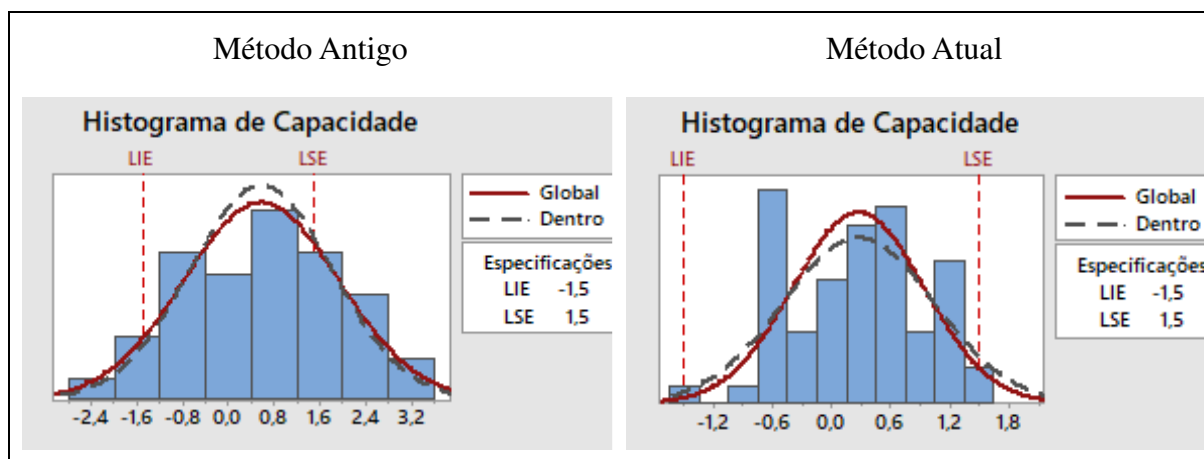 Método Antigo
Histograma de Capacidade
LIE
LSE
Global
Dentro
Especificações
LIE -1,5
LSE 1,5
-2,4 -1,6 -0,8 0,0 0,8 1,6 2,4 3,2
Método Atual
Histograma de Capacidade
LIE
LSE
Global
Dentro
Especificações
LIE -1,5
LSE 1,5
-1,2 -0,6 0,0 0,6 1,2 1,8